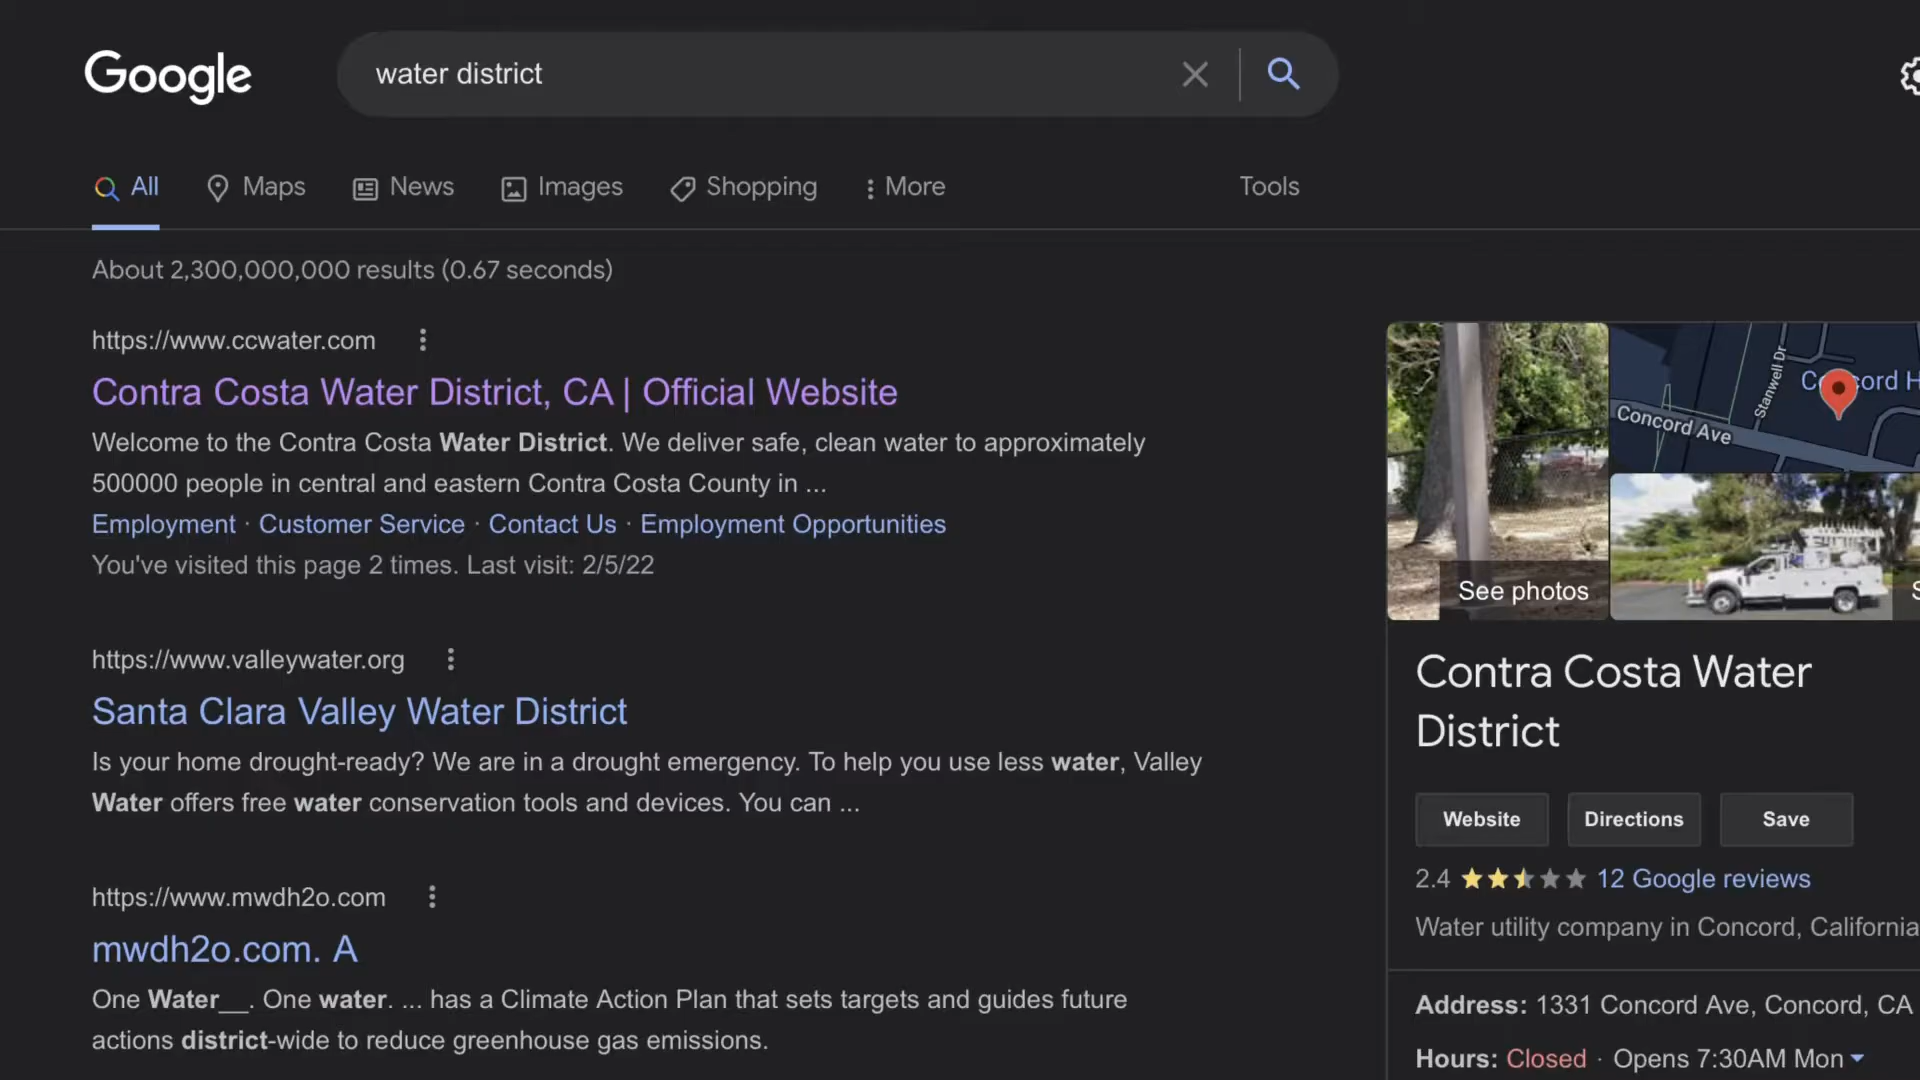 Google
water district
All
Maps
News
Images
Shopping
More
Tools
About 2,300,000,000 results (0.67 seconds)
https://www.ccwater.com
Contra Costa Water District, CA | Official Website
Welcome to the Contra Costa Water District. We deliver safe, clean water to approximately
500000 people in central and eastern Contra Costa County in ...
Employment · Customer Service · Contact Us · Employment Opportunities
You've visited this page 2 times. Last visit: 2/5/22
https://www.valleywater.org
Santa Clara Valley Water District
Is your home drought-ready? We are in a drought emergency. To help you use less water, Valley
Water offers free water conservation tools and devices. You can ...
https://www.mwdh2o.com
mwdh2o.com. A
One Water__. One water. ... has a Climate Action Plan that sets targets and guides future
actions district-wide to reduce greenhouse gas emissions.
Stanwell Dr
Concord Ave
See photos
Contra Costa Water
District
Website
Directions
Save
2.4
12 Google reviews
Water utility company in Concord, California
Address: 1331 Concord Ave, Concord, CA
Hours: Closed · Opens 7:30AM Mon